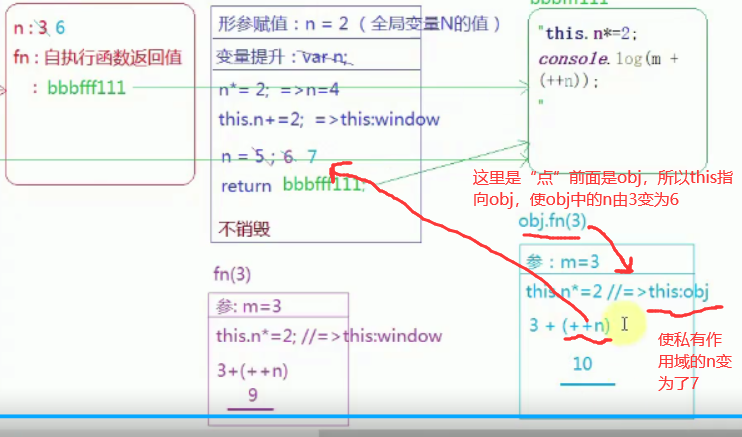 n : 3, 6
fn : 自执行函数返回值
: bbbfff111
形参赋值：n = 2（ 全局变量N的值 ）
变量提升：var n;
n*= 2;  =>n=4
this.n+=2;  =>this:window
n = 5 ; 6  7
return bbbfff111;
不销毁
bbbfff111
"this.n*=2;
console.log(m +
(++n));
"
这里是“点”前面是obj，所以this指
向obj，使obj中的n由3变为6
obj.fn(3)
参：m=3
this.n*=2 //=>this:obj
3 + (++n)
10
使私有作
用域的n变
为了7
fn(3)
参: m=3
this.n*=2; //=>this:window
3+(++n)
9